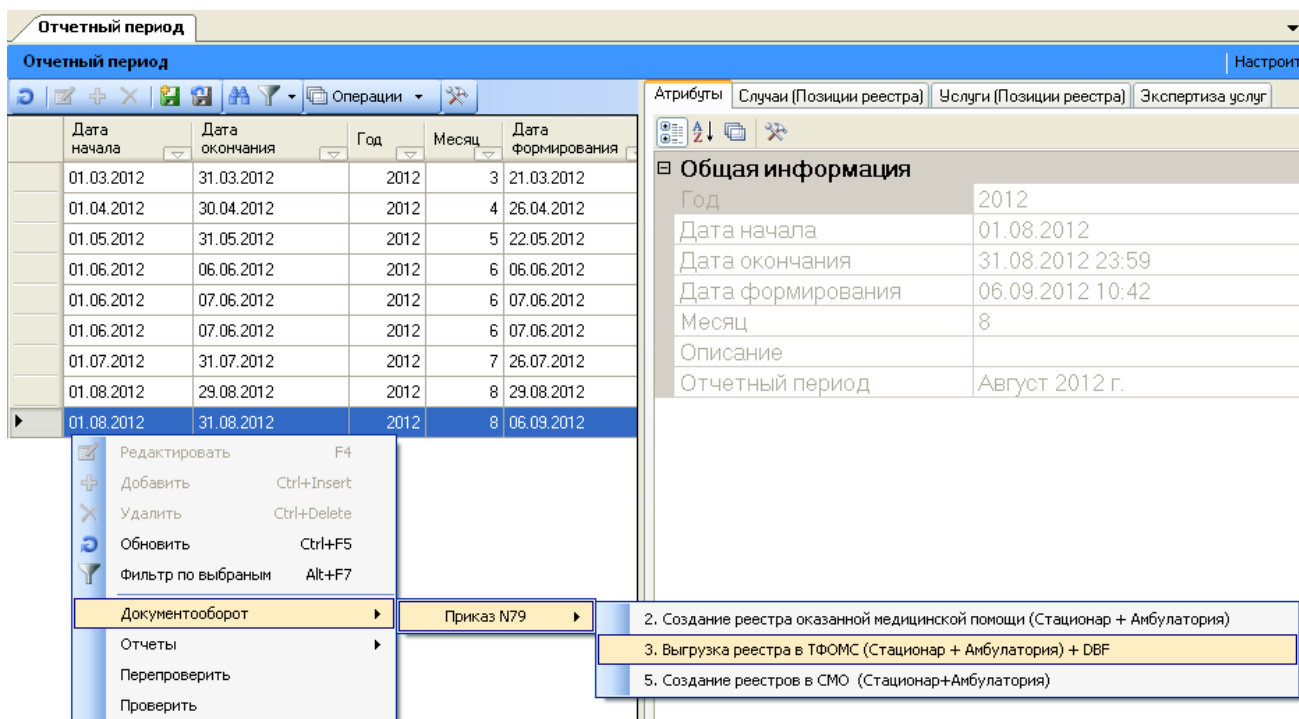 Отчетный период
Отчетный период
Настроит
Операции
Атрибуты Случаи (Позиции реестра) Услуги (Позиции реестра) Экспертиза услуг
Дата начала Дата окончания Год Месяц Дата формирования
01.03.2012 31.03.2012 2012 3 21.03.2012
01.04.2012 30.04.2012 2012 4 26.04.2012
01.05.2012 31.05.2012 2012 5 22.05.2012
01.06.2012 06.06.2012 2012 6 06.06.2012
01.06.2012 07.06.2012 2012 6 07.06.2012
01.06.2012 07.06.2012 2012 6 07.06.2012
01.07.2012 31.07.2012 2012 7 26.07.2012
01.08.2012 29.08.2012 2012 8 29.08.2012
01.08.2012 31.08.2012 2012 8 06.09.2012
Общая информация
Год 2012
Дата начала 01.08.2012
Дата окончания 31.08.2012 23:59
Дата формирования 06.09.2012 10:42
Месяц 8
Описание
Отчетный период Август 2012 г.
Редактировать F4
Добавить Ctrl+Insert
Удалить Ctrl+Delete
Обновить Ctrl+F5
Фильтр по выбраным Alt+F7
Документооборот
Отчеты
Перепроверить
Проверить
Приказ N79
2. Создание реестра оказанной медицинской помощи (Стационар + Амбулатория)
3. Выгрузка реестра в ТФОМС (Стационар + Амбулатория) + DBF
5. Создание реестров в СМО (Стационар+Амбулатория)